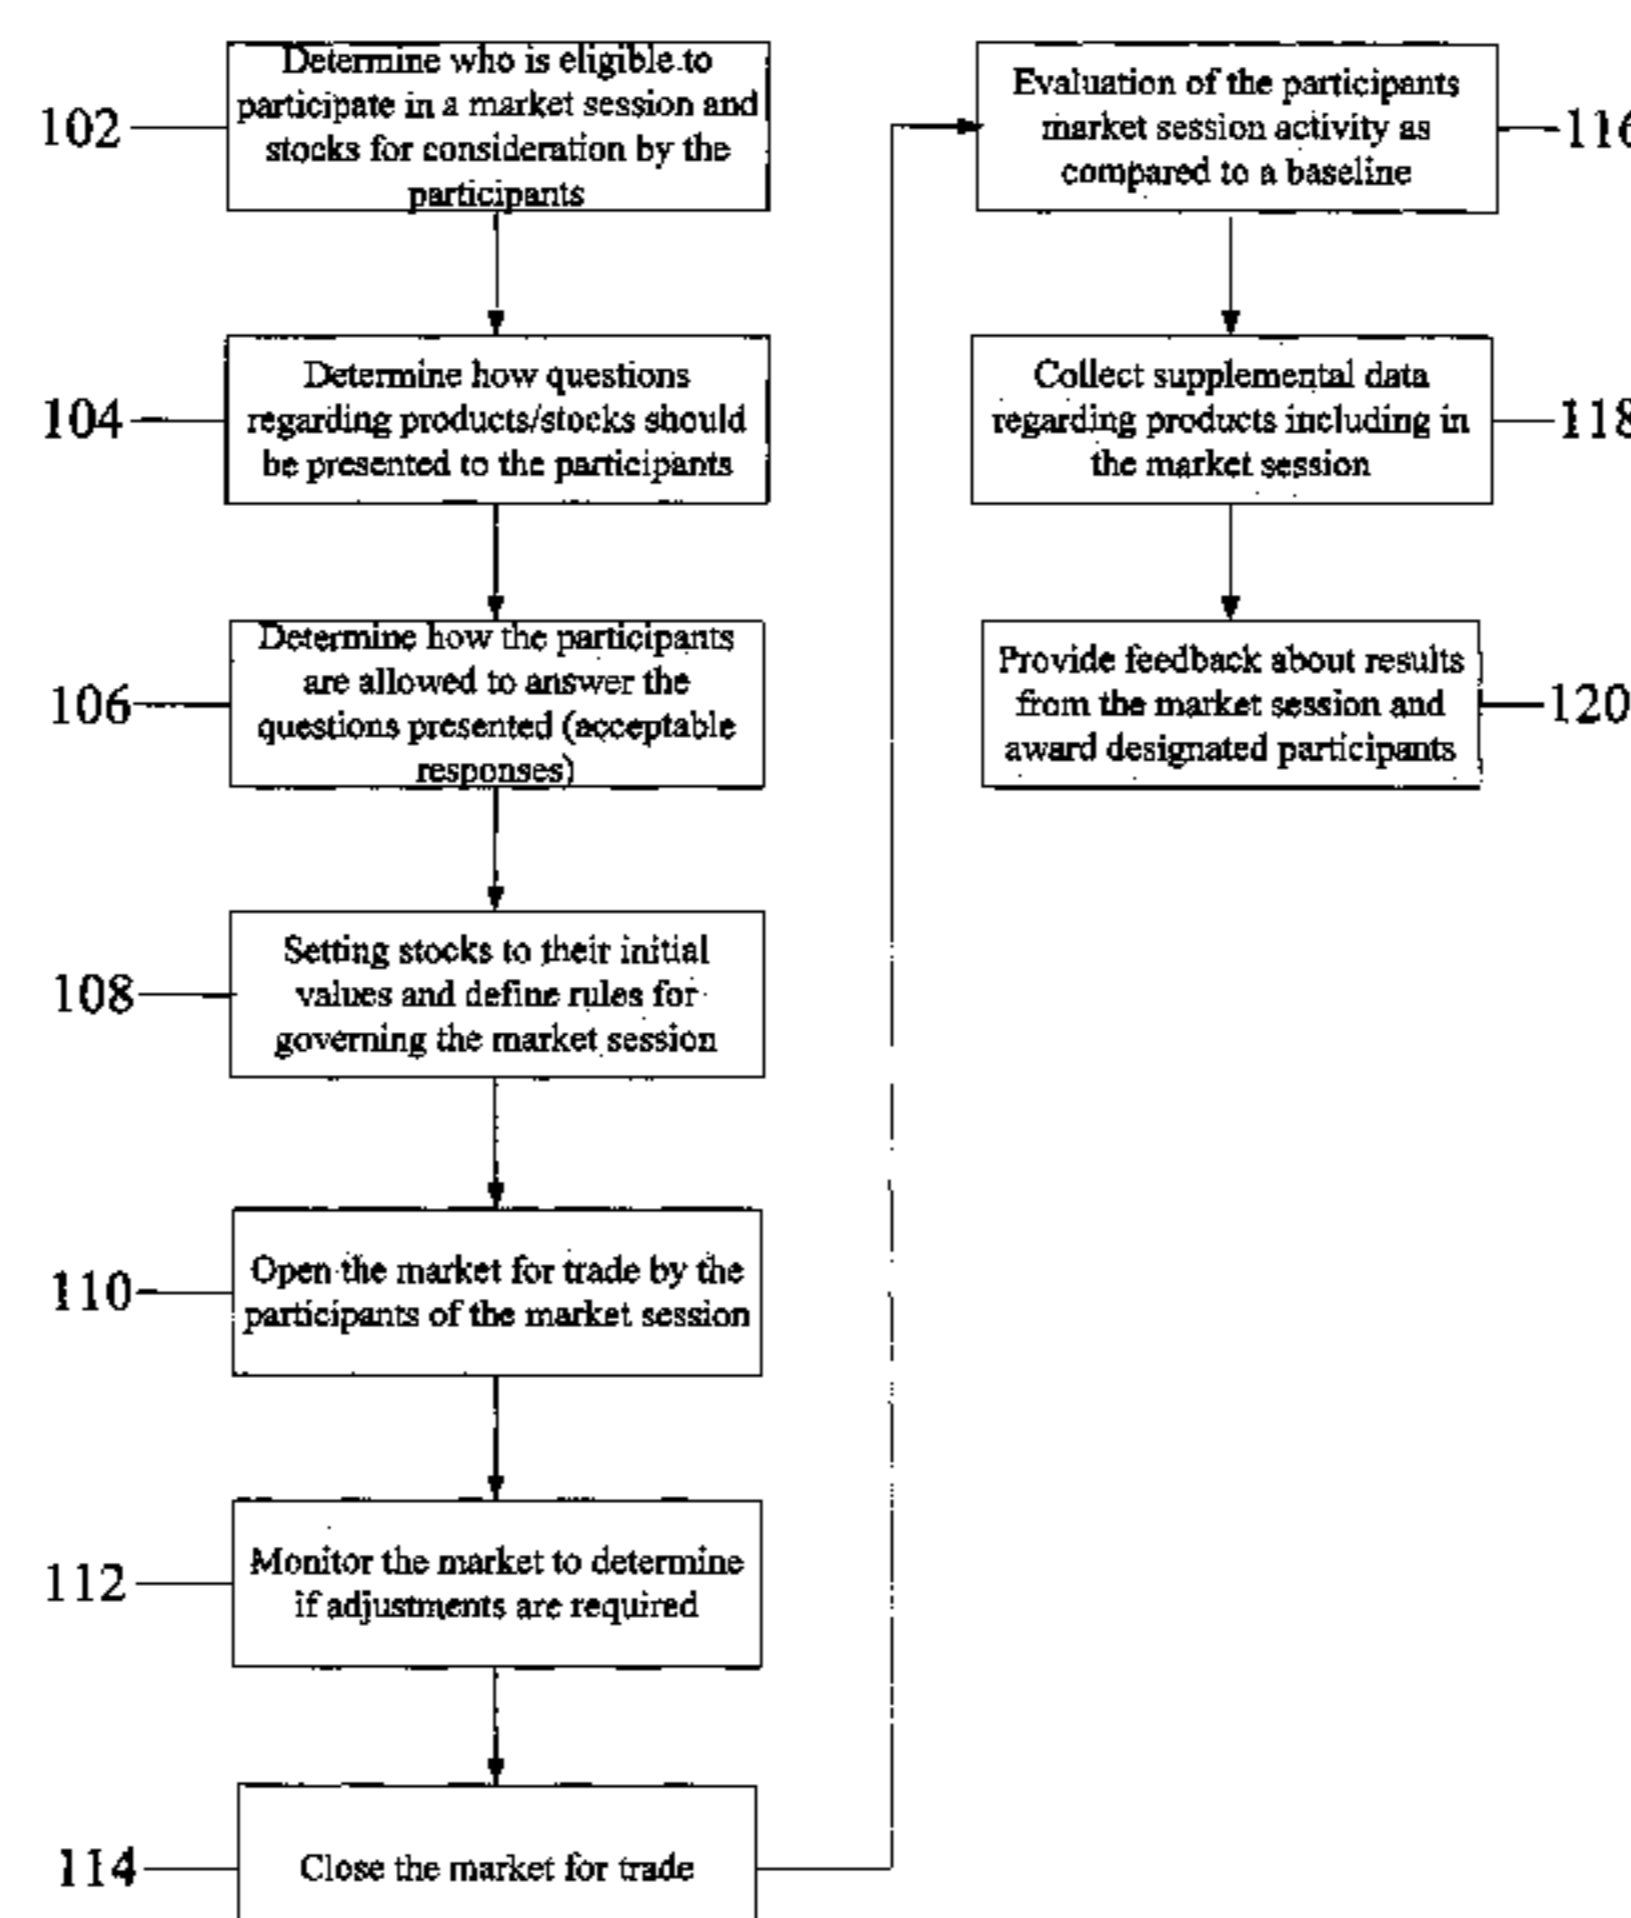 102
Determine who is eligible to
participate in a market session and
stocks for consideration by the
participants
104
Determine how questions
regarding products/stocks should
be presented to the participants
106
Determine how the participants
are allowed to answer the
questions presented (acceptable
responses)
108
Setting stocks to their initial
values and define rules for
governing the market session
110
Open the market for trade by the
participants of the market session
112
Monitor the market to determine
if adjustments are required
114
Close the market for trade
Evaluation of the participants
market session activity as
compared to a baseline
116
Collect supplemental data
regarding products including in
the market session
118
Provide feedback about results
from the market session and
award designated participants
120